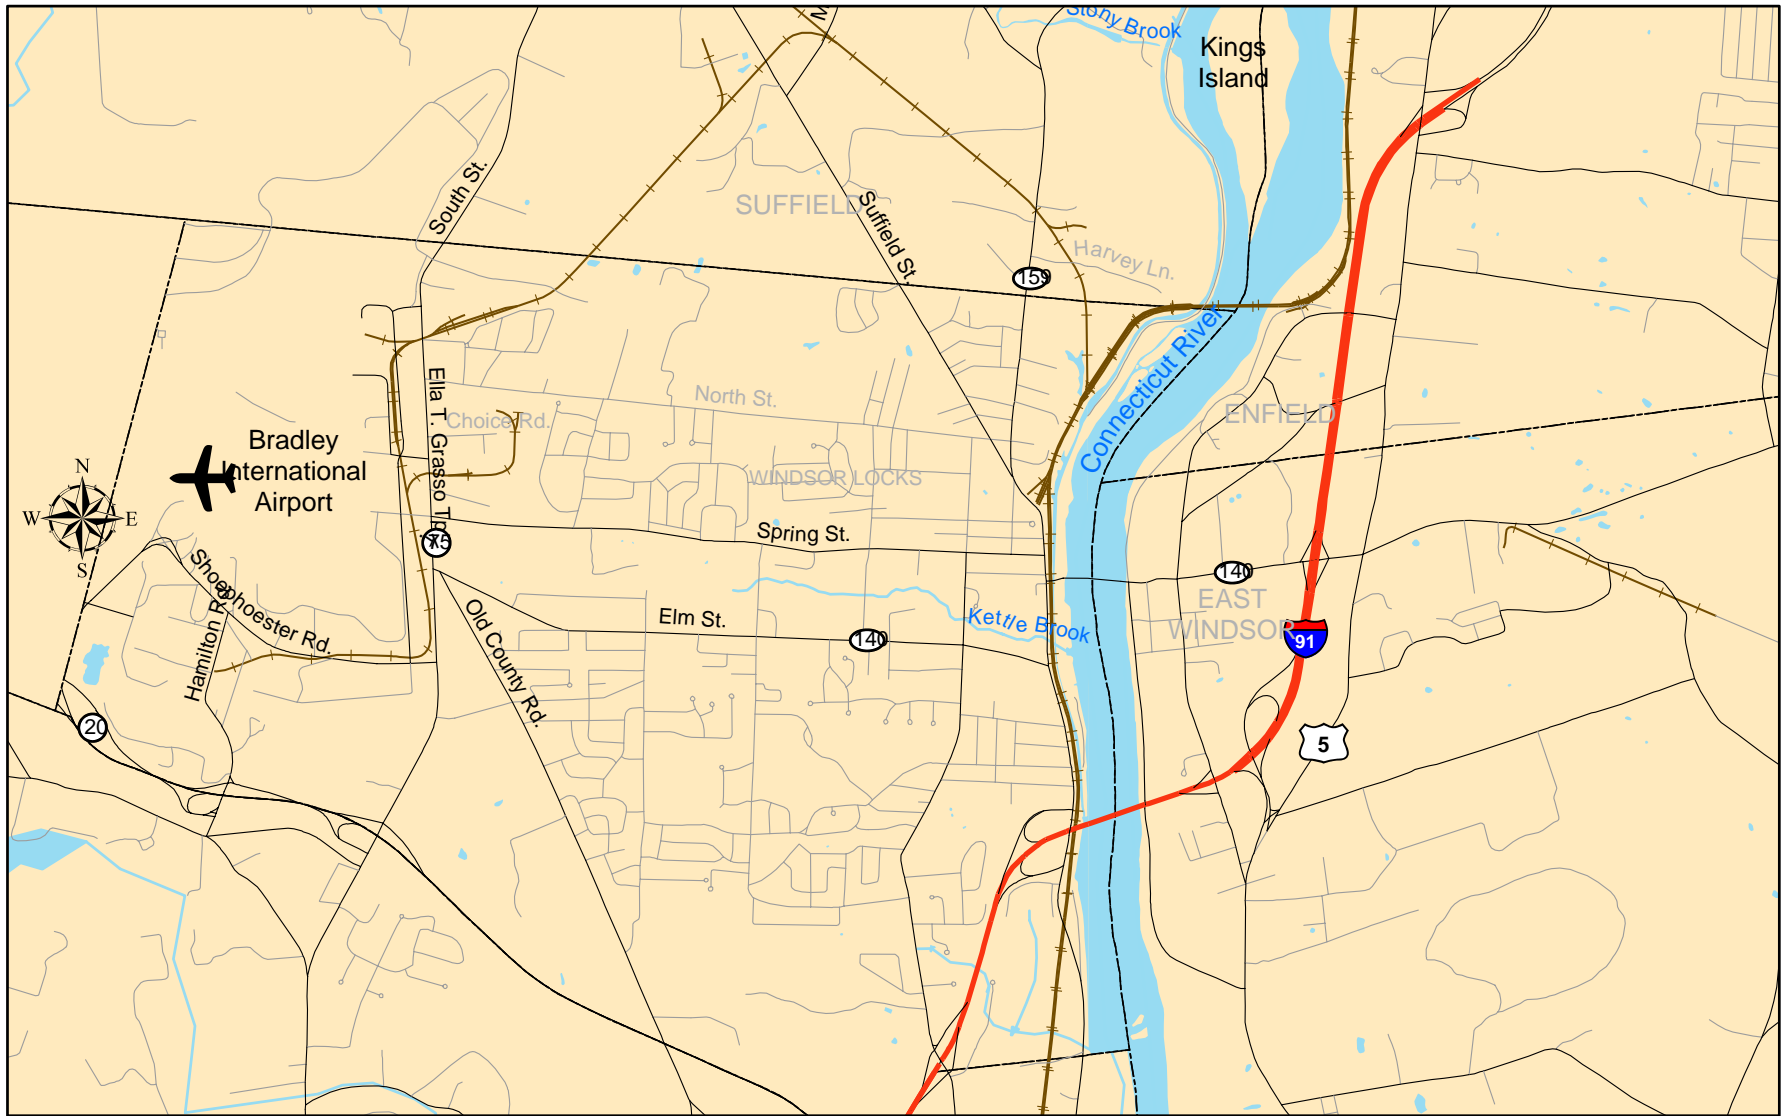 Stony Brook
M
Kings
Island
South St.
SUFFIELD
Suffield St.
Harvey Ln.
159
Connecticut River
Ella T. Grasso Tpk
North St.
Choice Rd.
ENFIELD
Bradley
International
Airport
WINDSOR LOCKS
N
W
E
S
Spring St.
75
Shoephoester Rd.
Hamilton Rd.
Old County Rd.
Elm St.
140
Kettle Brook
140
EAST
WINDSOR
91
20
5